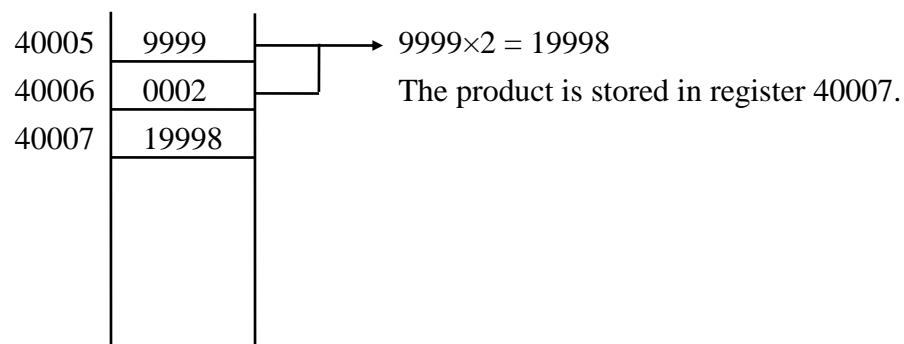 40005 9999 9999×2 = 19998
40006 0002 The product is stored in register 40007.
40007 19998